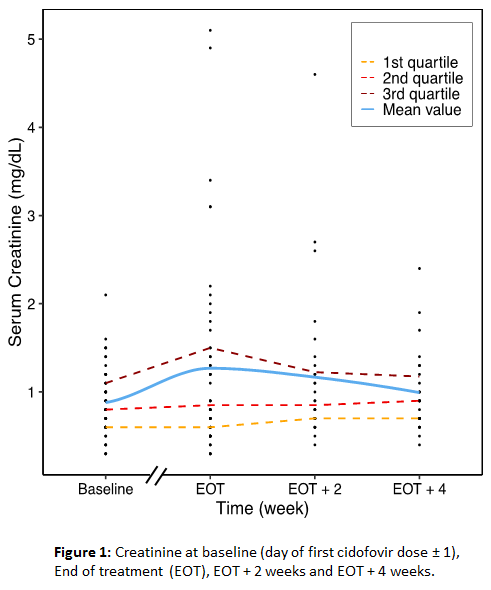 5
4
3
2
1
Serum Creatinine (mg/dL)
1st quartile
2nd quartile
3rd quartile
Mean value
Baseline
EOT
EOT + 2
EOT + 4
Time (week)
Figure 1: Creatinine at baseline (day of first cidofovir dose ± 1),
End of treatment (EOT), EOT + 2 weeks and EOT + 4 weeks.